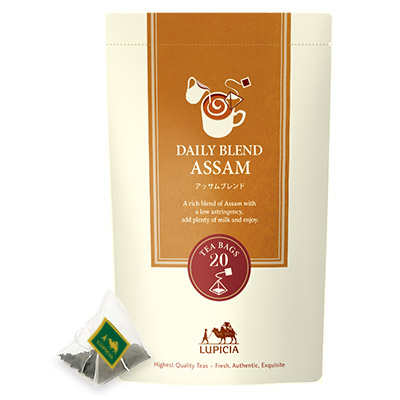 DAILY BLEND
ASSAM
アッサムブレンド
A rich blend of Assam with
a low astringency,
add plenty of milk and enjoy.
TEA BAGS
20
LUPICIA
LUPICIA
Highest Quality Teas – Fresh, Authentic, Exquisite